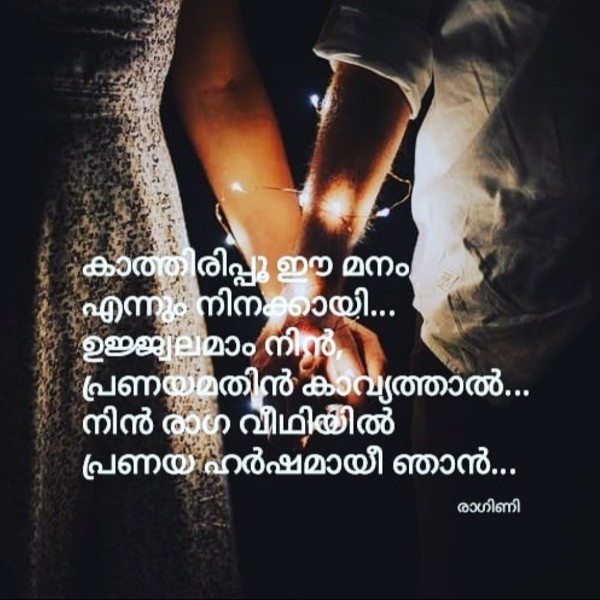 കാത്തിരിപ്പൂ ഈ മനം
എന്നും നിനക്കായി...
ഉജ്ജ്വലമാം നിൻ,
പ്രണയമതിൻ കാവ്യത്താൽ...
നിൻ രാഗ വീഥിയിൽ
പ്രണയ ഹർഷമായീ ഞാൻ...
രാഗിണി